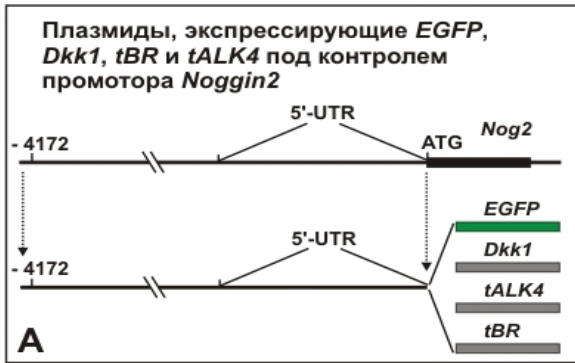 Плазмиды, экспрессирующие EGFP,
Dkk1, tBR и tALK4 под контролем
промотора Noggin2
5'-UTR
- 4172
ATG
Nog2
EGFP
5'-UTR
Dkk1
- 4172
tALK4
A
tBR